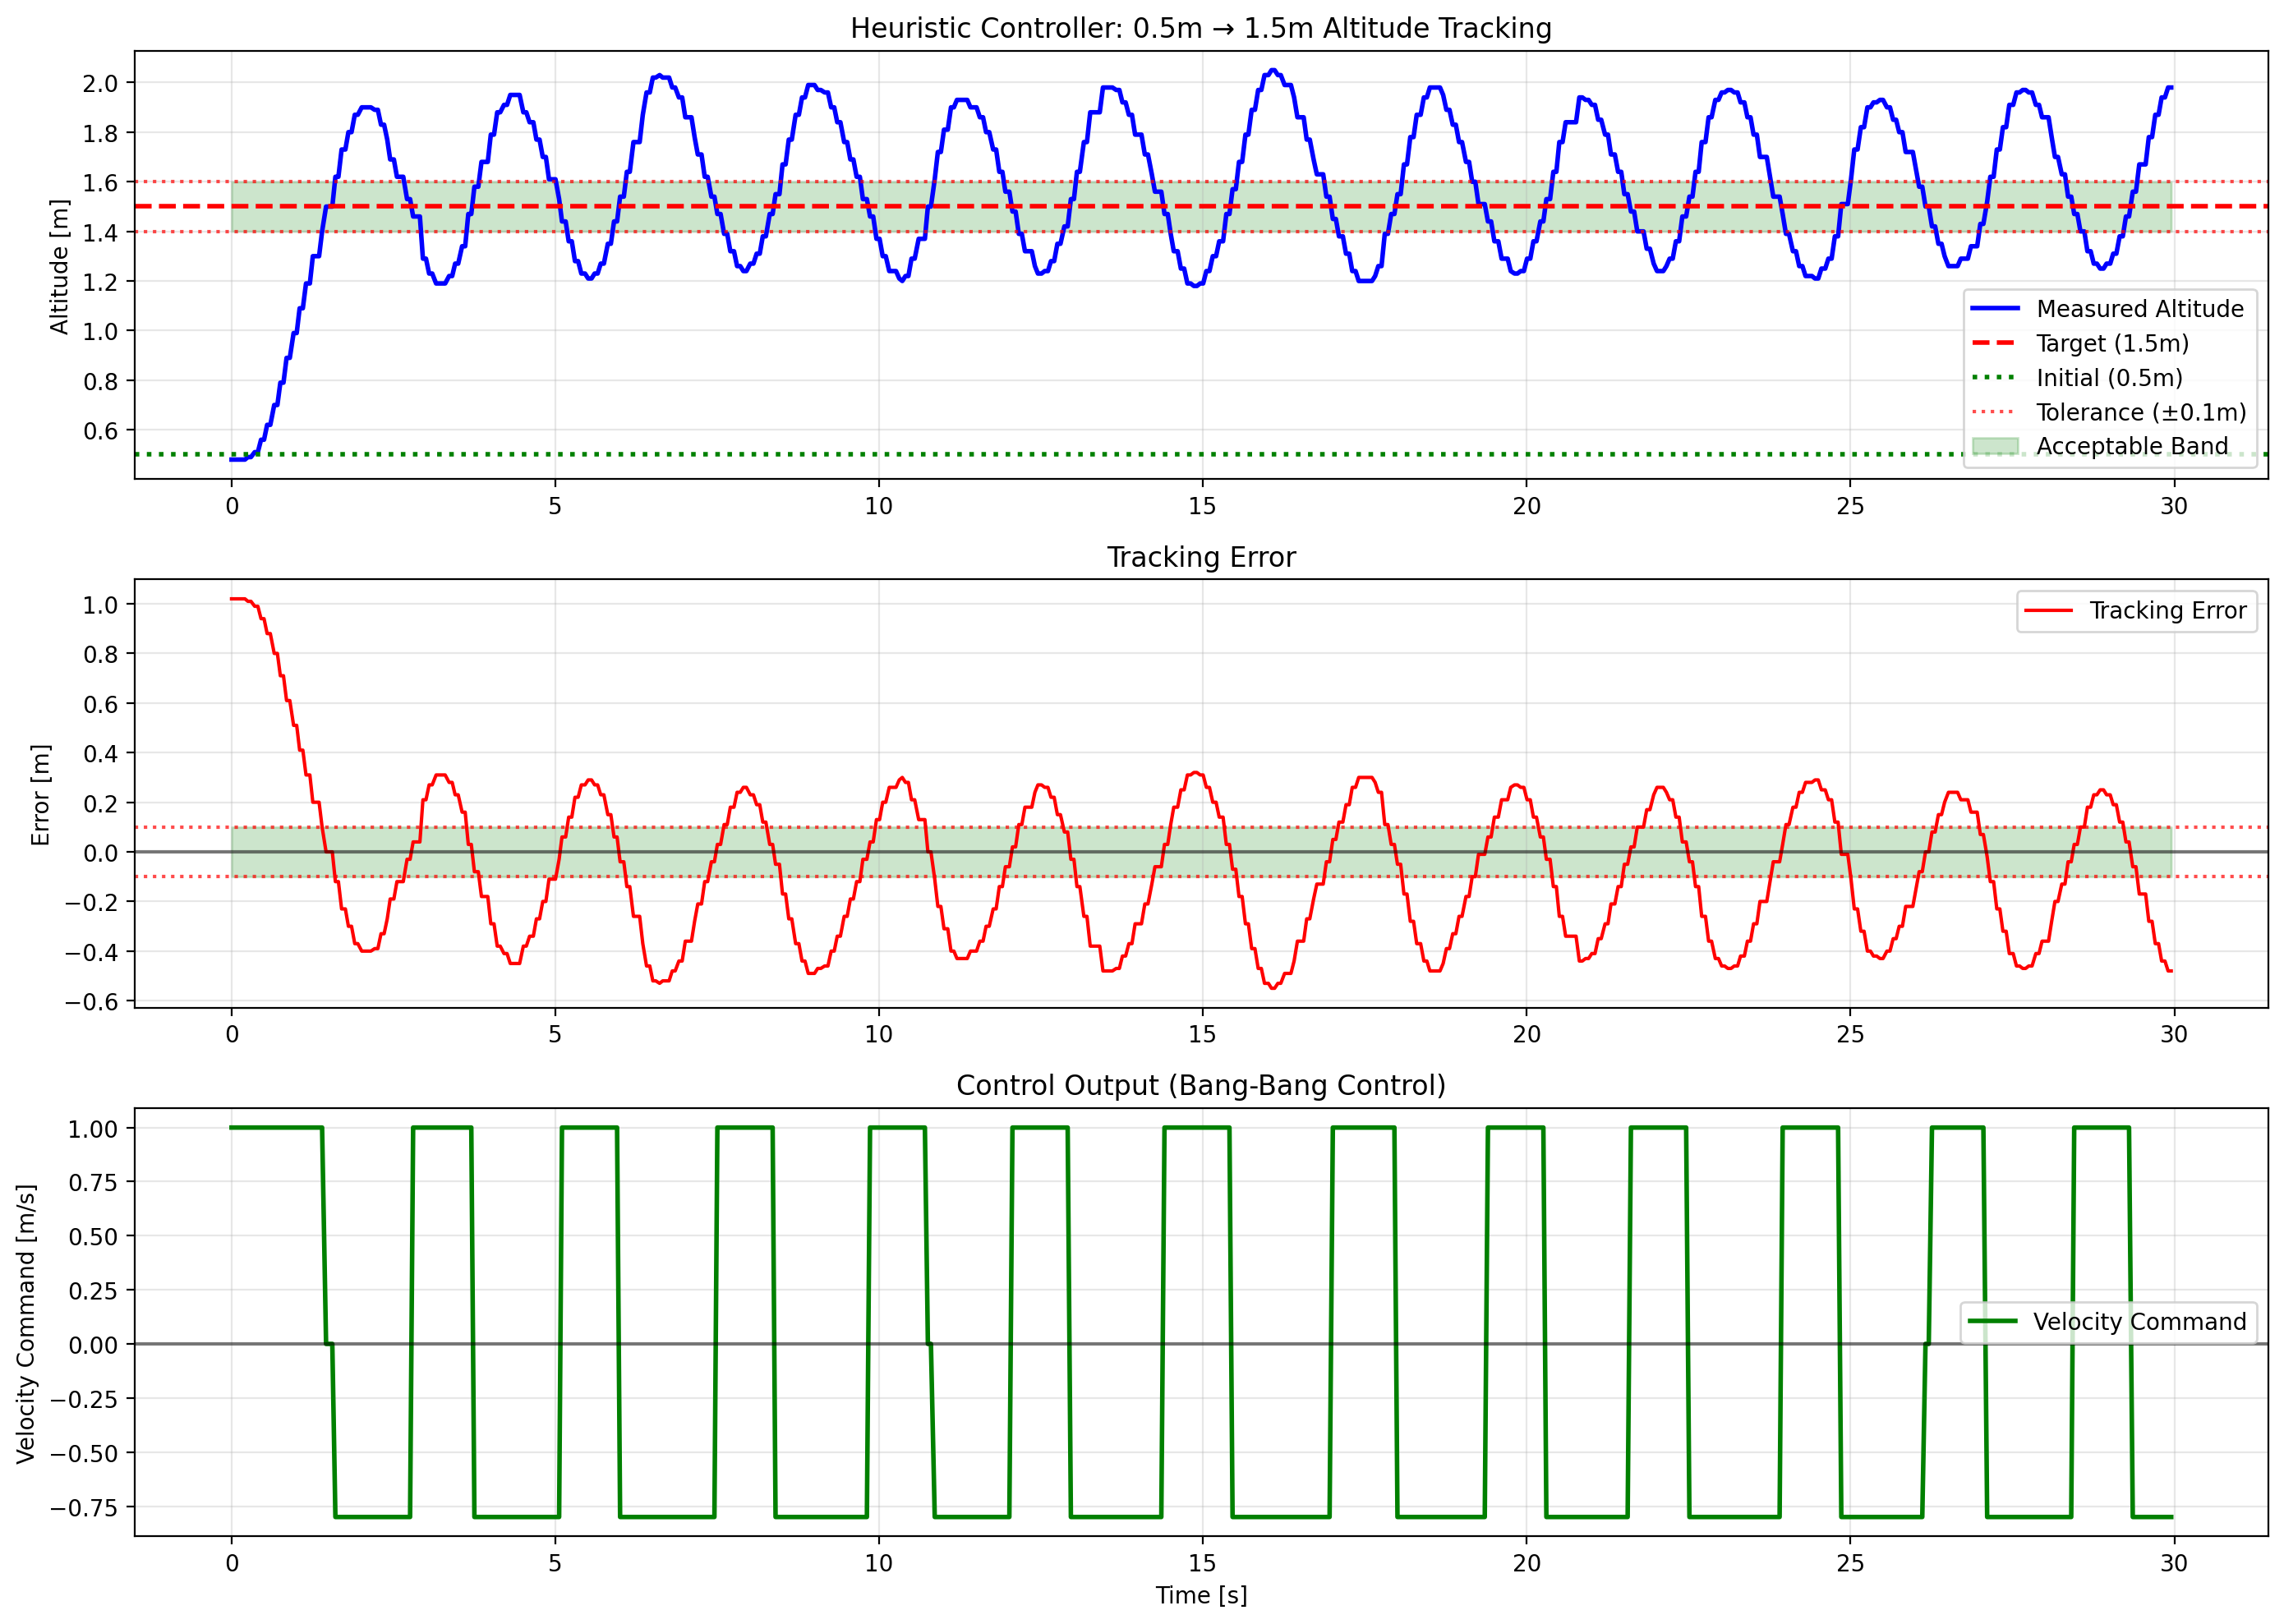 Heuristic Controller: 0.5m → 1.5m Altitude Tracking
Altitude [m]
2.0
1.8
1.6
1.4
1.2
1.0
0.8
0.6
Measured Altitude
Target (1.5m)
Initial (0.5m)
Tolerance (±0.1m)
Acceptable Band
0 5 10 15 20 25 30
Tracking Error
Error [m]
1.0
0.8
0.6
0.4
0.2
0.0
−0.2
−0.4
−0.6
Tracking Error
0 5 10 15 20 25 30
Control Output (Bang-Bang Control)
Velocity Command [m/s]
1.00
0.75
0.50
0.25
0.00
−0.25
−0.50
−0.75
Velocity Command
0 5 10 15 20 25 30
Time [s]